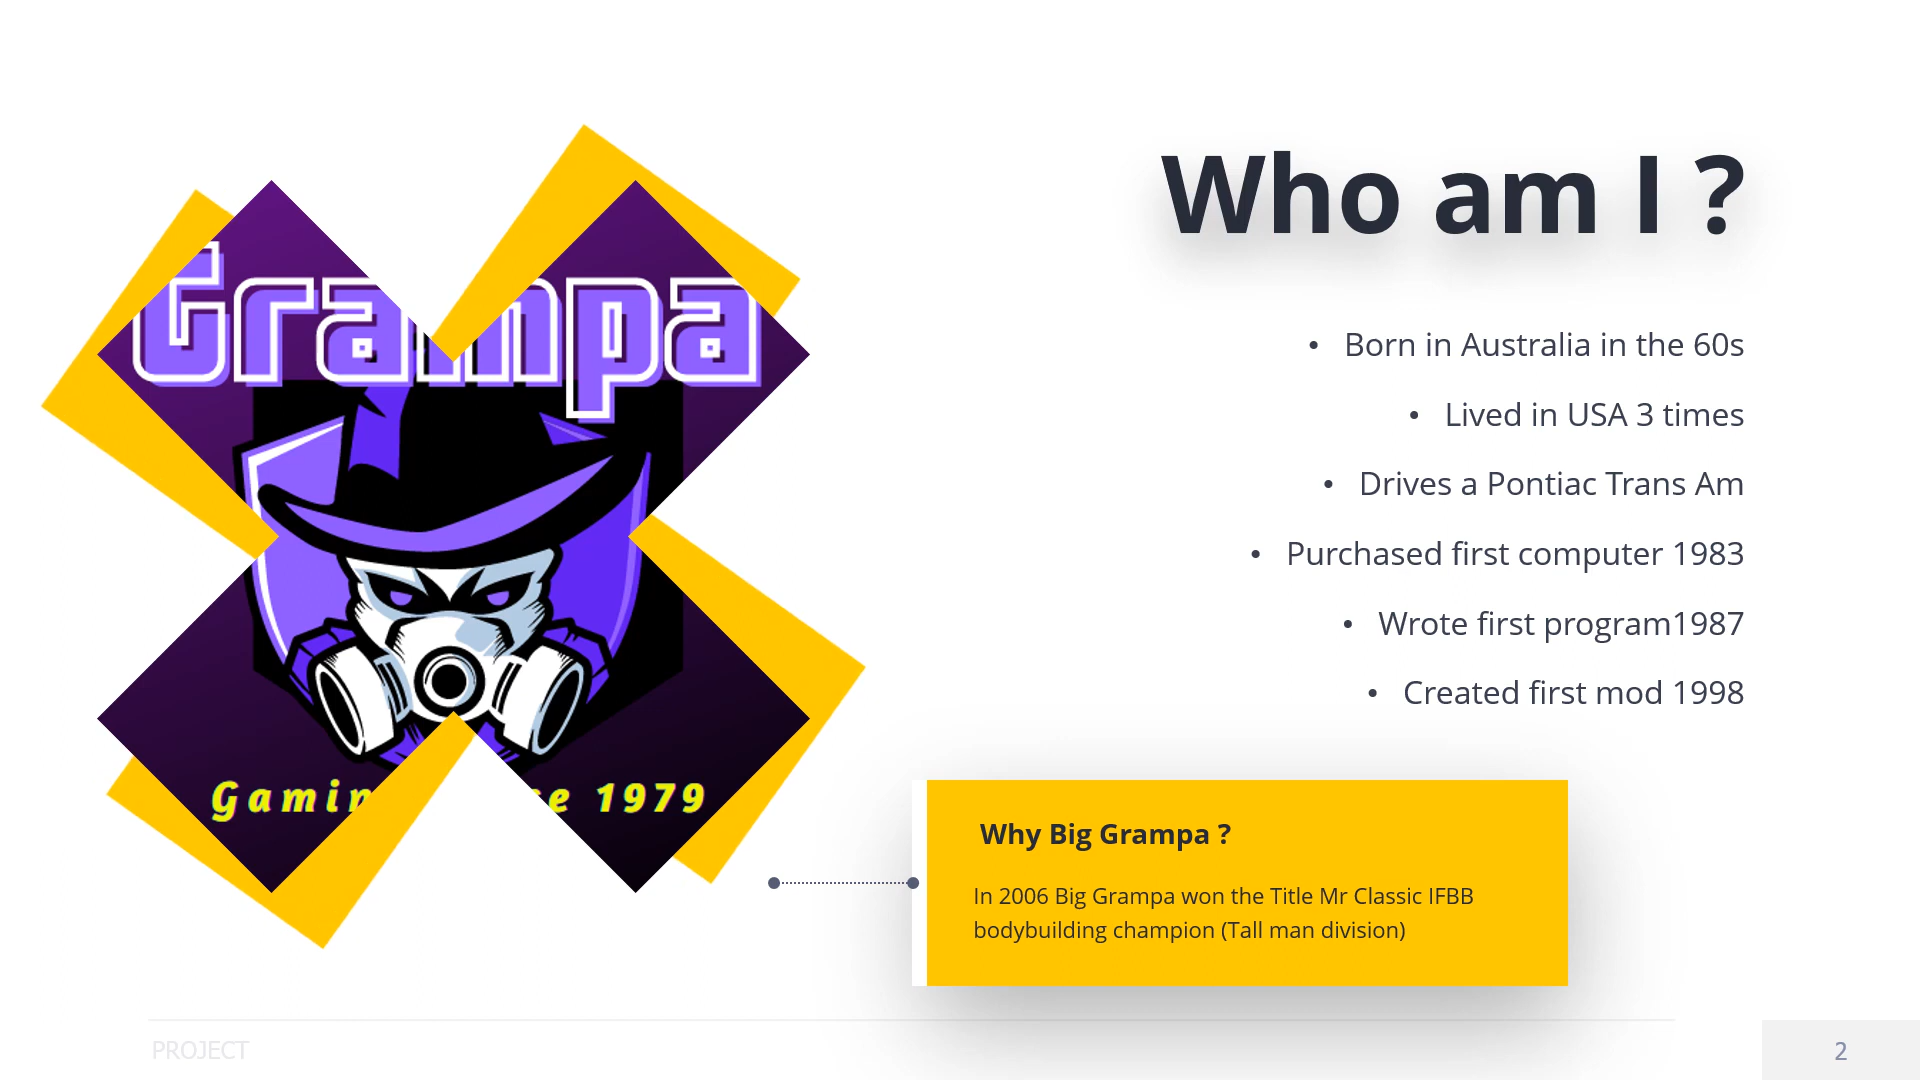 Who am I ?
Grampa
• Born in Australia in the 60s
• Lived in USA 3 times
• Drives a Pontiac Trans Am
• Purchased first computer 1983
• Wrote first program1987
• Created first mod 1998
1979
Why Big Grampa ?
In 2006 Big Grampa won the Title Mr Classic IFBB
bodybuilding champion (Tall man division)
PROJECT
2